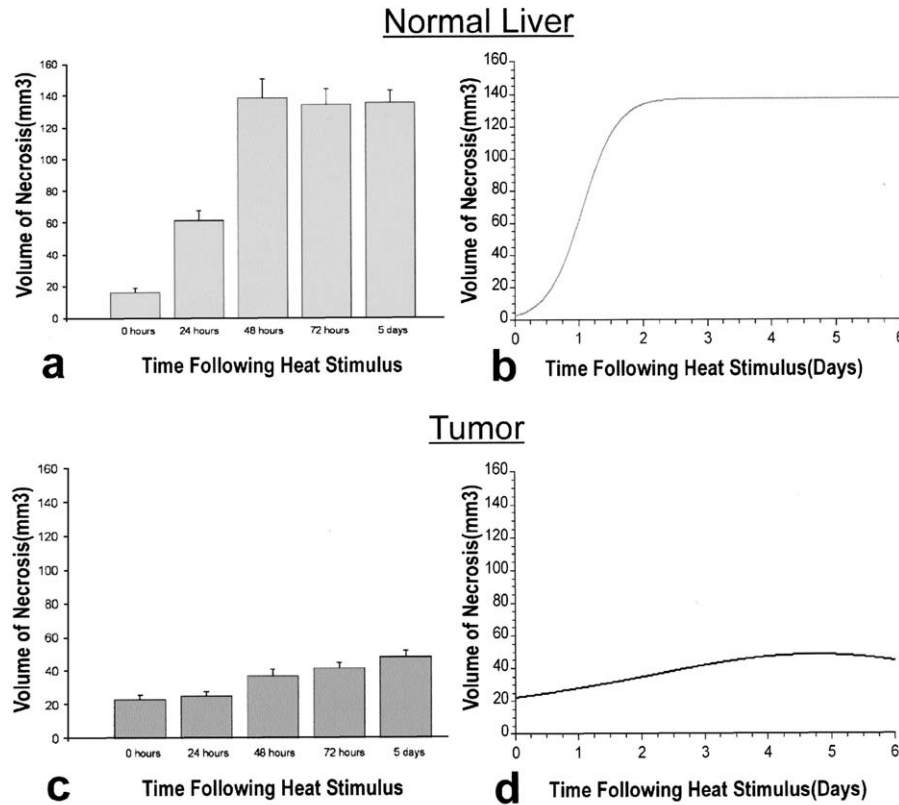 Normal Liver
Volume of Necrosis(mm3)
160
140
120
100
80
60
40
20
0
0 hours 24 hours 48 hours 72 hours 5 days
a Time Following Heat Stimulus
Volume of Necrosis(mm3)
160
140
120
100
80
60
40
20
0
0 1 2 3 4 5 6
b Time Following Heat Stimulus(Days)
Tumor
Volume of Necrosis(mm3)
160
140
120
100
80
60
40
20
0
0 hours 24 hours 48 hours 72 hours 5 days
c Time Following Heat Stimulus
Volume of Necrosis(mm3)
160
140
120
100
80
60
40
20
0
0 1 2 3 4 5 6
d Time Following Heat Stimulus(Days)